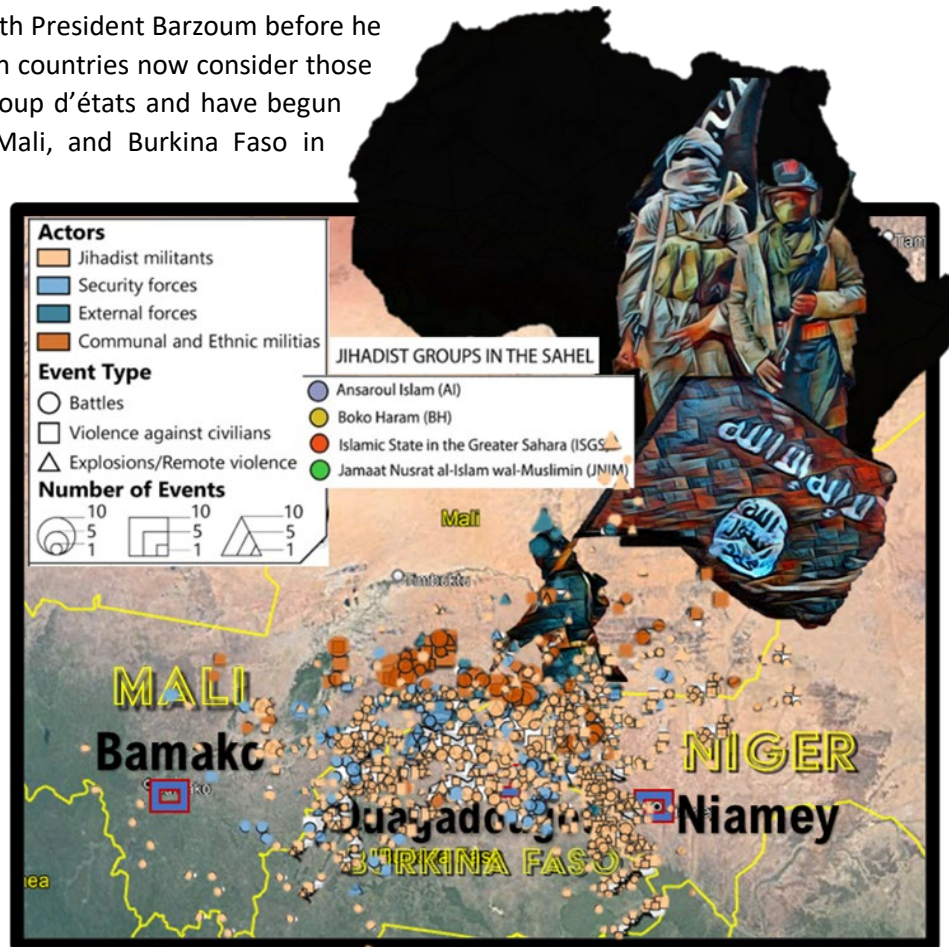 th President Barzoum before he
n countries now consider those
oup d’états and have begun
Mali, and Burkina Faso in
Actors
Jihadist militants
Security forces
External forces
Communal and Ethnic militias
Event Type
Battles
Violence against civilians
Explosions/Remote violence
Number of Events
10
5
1
10
5
1
10
5
1
JIHADIST GROUPS IN THE SAHEL
Ansaroul Islam (AI)
Boko Haram (BH)
Islamic State in the Greater Sahara (ISGS)
Jamaat Nusrat al-Islam wal-Muslimin (JNIM)
Tam
Mali
Timbuktu
MALI
Bamako
NIGER
Niamey
Ouagadougou
BURKINA FASO
nea